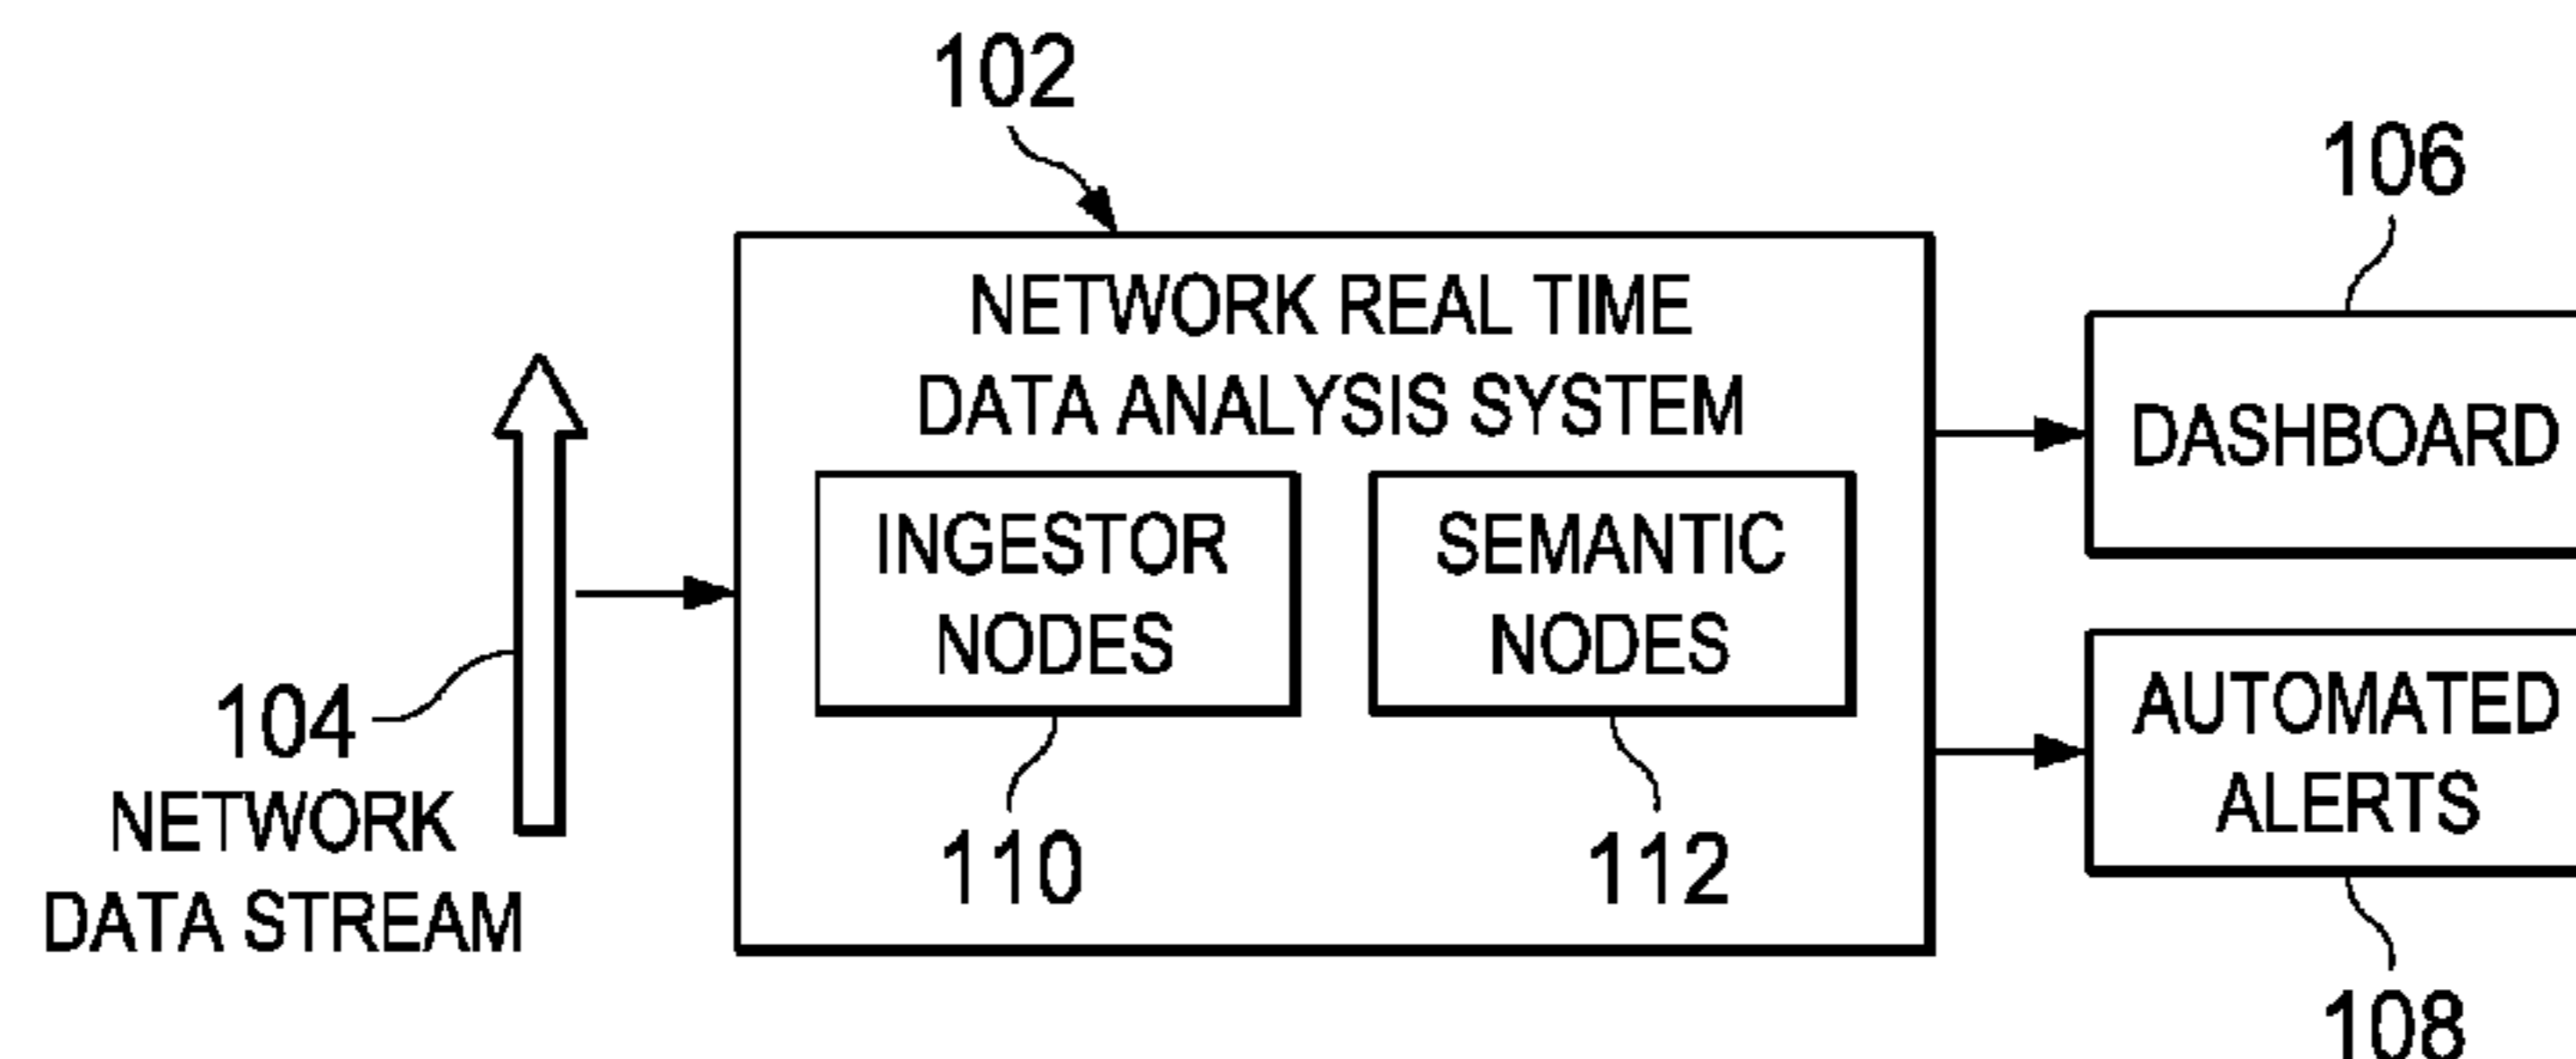 102
106
NETWORK REAL TIME
DATA ANALYSIS SYSTEM
DASHBOARD
INGESTOR
NODES
SEMANTIC
NODES
104
NETWORK
DATA STREAM
AUTOMATED
ALERTS
110
112
108